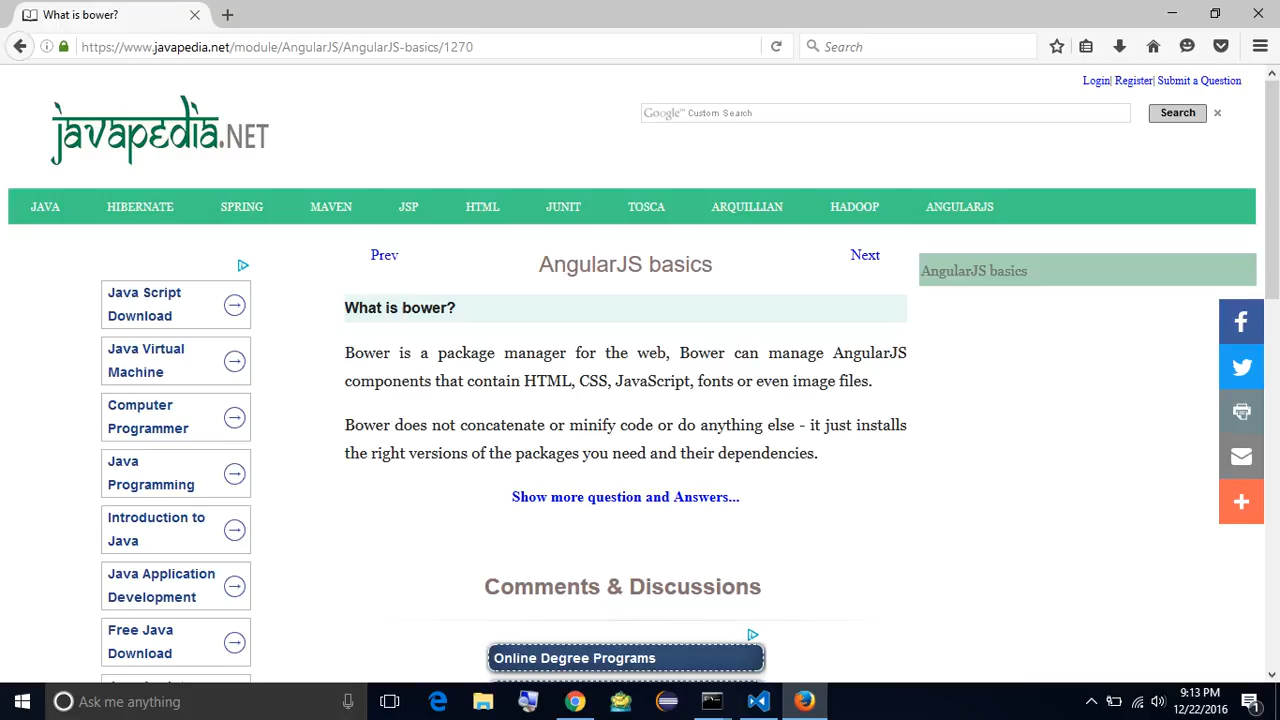 What is bower?
https://www.javapedia.net/module/AngularJS/AngularJS-basics/1270
Search
Login| Register| Submit a Question
javapedia.NET
Google™ Custom Search
Search
JAVA HIBERNATE SPRING MAVEN JSP HTML JUNIT TOSCA ARQUILLIAN HADOOP ANGULARJS
Prev
Next
AngularJS basics
AngularJS basics
What is bower?
Bower is a package manager for the web, Bower can manage AngularJS
components that contain HTML, CSS, JavaScript, fonts or even image files.
Bower does not concatenate or minify code or do anything else - it just installs
the right versions of the packages you need and their dependencies.
Show more question and Answers...
Comments & Discussions
Online Degree Programs
Java Script
Download
Java Virtual
Machine
Computer
Programmer
Java
Programming
Introduction to
Java
Java Application
Development
Free Java
Download
Ask me anything
9:13 PM
12/22/2016
1